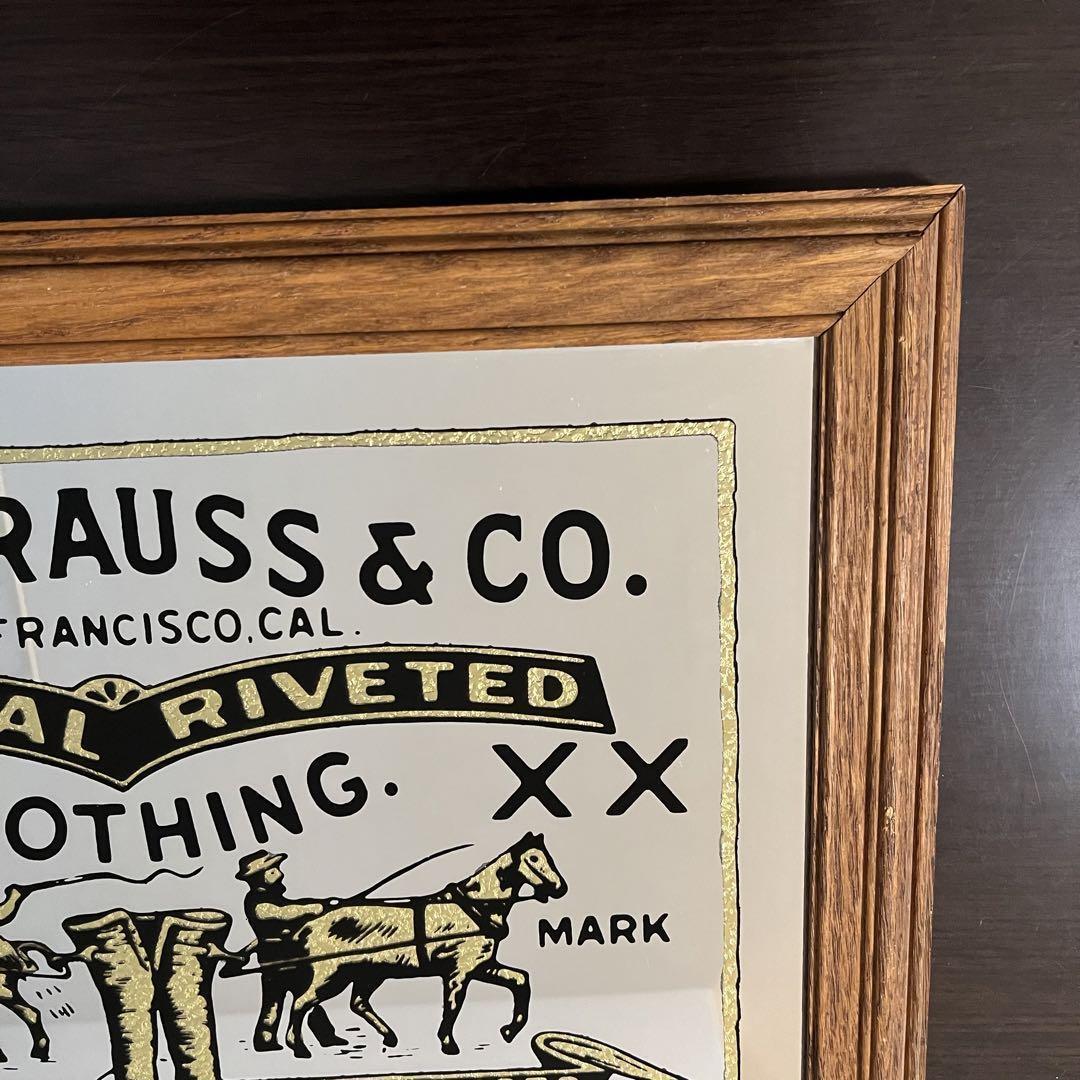 RAUSS & CO.
FRANCISCO, CAL.
AL RIVETED
OTHING.
XX
MARK